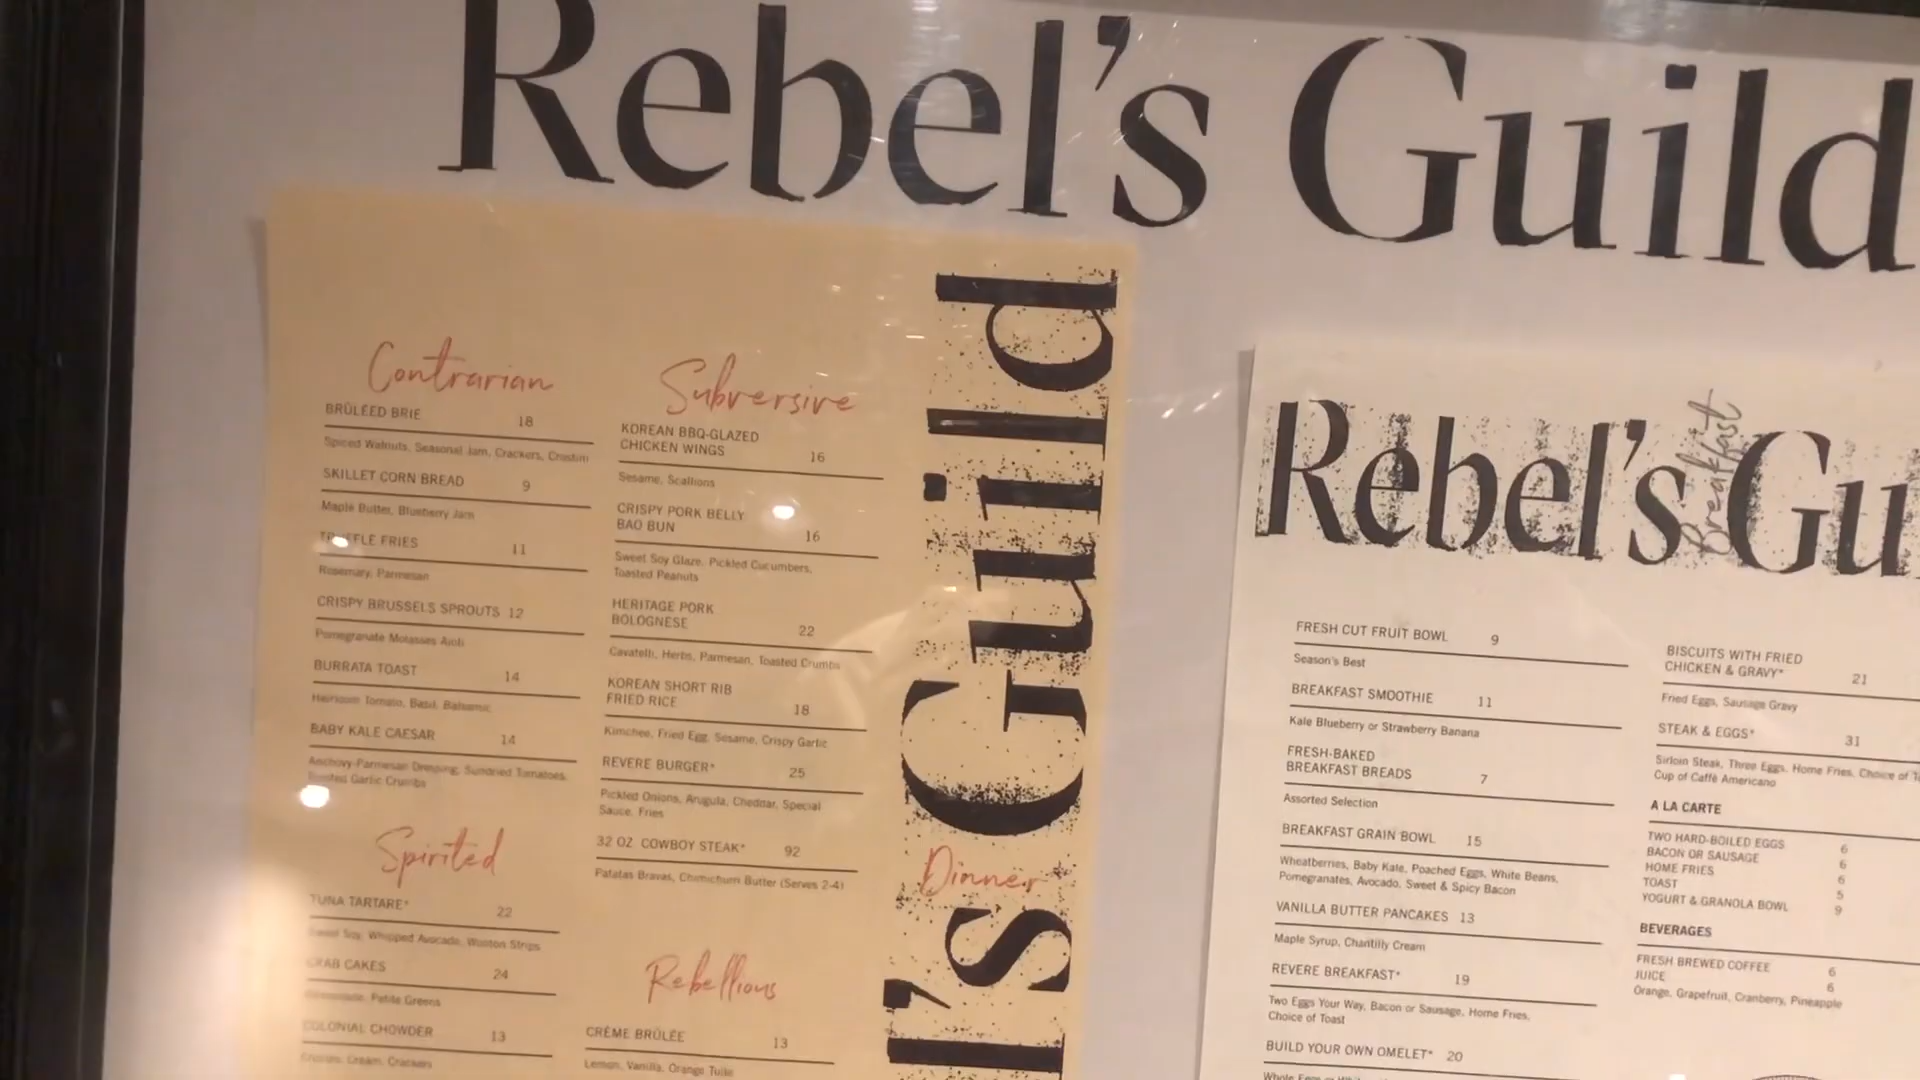 Rebel's Guild
Contrarian
BRÛLÉED BRIE 18
Spiced Walnuts, Seasonal Jam, Crackers, Crostini
SKILLET CORN BREAD 9
Maple Butter, Blueberry Jam
TRUFFLE FRIES 11
Rosemary, Parmesan
CRISPY BRUSSELS SPROUTS 12
Pomegranate Molasses Aioli
BURRATA TOAST 14
Heirloom Tomato, Basil, Balsamic
BABY KALE CAESAR 14
Anchovy-Parmesan Dressing, Sundried Tomatoes,
Toasted Garlic Crumbs
Spirited
TUNA TARTARE* 22
Sweet Soy, Whipped Avocado, Wonton Strips
CRAB CAKES 24
Petite Greens
COLONIAL CHOWDER 13
Cream, Crackers
Subversive
KOREAN BBQ-GLAZED
CHICKEN WINGS 16
Sesame, Scallions
CRISPY PORK BELLY
BAO BUN 16
Sweet Soy Glaze, Pickled Cucumbers,
Toasted Peanuts
HERITAGE PORK
BOLOGNESE 22
Cavatelli, Herbs, Parmesan, Toasted Crumbs
KOREAN SHORT RIB
FRIED RICE 18
Kimchee, Fried Egg, Sesame, Crispy Garlic
REVERE BURGER* 25
Pickled Onions, Arugula, Cheddar, Special
Sauce, Fries
32 OZ COWBOY STEAK* 92
Patatas Bravas, Chimichurri Butter (Serves 2-4)
Rebellious
CRÈME BRÛLÉE 13
Lemon, Vanilla, Orange Tuile
l's Guild
Dinner
Rebel's Gu
Breakfast
FRESH CUT FRUIT BOWL 9
Season's Best
BREAKFAST SMOOTHIE 11
Kale Blueberry or Strawberry Banana
FRESH-BAKED
BREAKFAST BREADS 7
Assorted Selection
BREAKFAST GRAIN BOWL 15
Wheatberries, Baby Kale, Poached Eggs, White Beans,
Pomegranates, Avocado, Sweet & Spicy Bacon
VANILLA BUTTER PANCAKES 13
Maple Syrup, Chantilly Cream
REVERE BREAKFAST* 19
Two Eggs Your Way, Bacon or Sausage, Home Fries,
Choice of Toast
BUILD YOUR OWN OMELET* 20
BISCUITS WITH FRIED
CHICKEN & GRAVY* 21
Fried Eggs, Sausage Gravy
STEAK & EGGS* 31
Sirloin Steak, Three Eggs, Home Fries, Choice of
Cup of Caffè Americano
A LA CARTE
TWO HARD-BOILED EGGS 6
BACON OR SAUSAGE 6
HOME FRIES 6
TOAST 5
YOGURT & GRANOLA BOWL 9
BEVERAGES
FRESH BREWED COFFEE 6
JUICE 6
Orange, Grapefruit, Cranberry, Pineapple